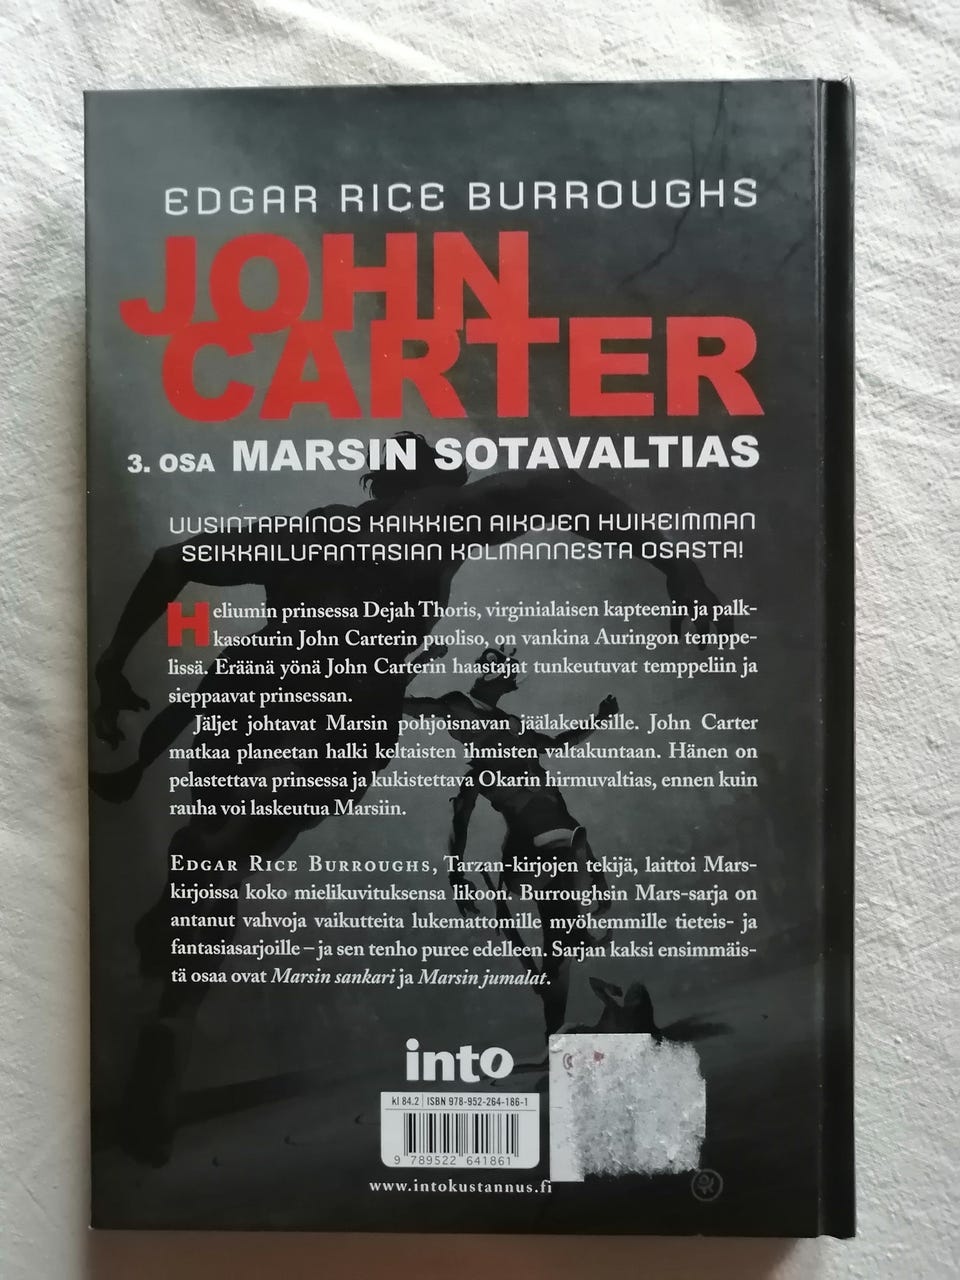 EDGAR RICE BURROUGHS
JOHN
CARTER
3. OSA MARSIN SOTAVALTIAS
UUSINTAPAINOS KAIKKIEN AIKOJEN HUIKEIMMAN
SEIKKAILUFANTASIAN KOLMANNESTA OSASTA!
Heliumin prinsessa Dejah Thoris, virginialaisen kapteenin ja palk-
kasoturin John Carterin puoliso, on vankina Auringon temppe-
lissä. Eräänä yönä John Carterin haastajat tunkeutuvat temppeliin ja
sieppaavat prinsessan.
Jäljet johtavat Marsin pohjoisnavan jäälakeuksille. John Carter
matkaa planeetan halki keltaisten ihmisten valtakuntaan. Hänen on
pelastettava prinsessa ja kukistettava Okarin hirmuvaltias, ennen kuin
rauha voi laskeutua Marsiin.
EDGAR RICE BURROUGHS, Tarzan-kirjojen tekijä, laittoi Mars-
kirjoissa koko mielikuvituksensa likoon. Burroughsin Mars-sarja on
antanut vahvoja vaikutteita lukemattomille myöhemmille tieteis- ja
fantasiasarjoille – ja sen tenho puree edelleen. Sarjan kaksi ensimmäis-
tä osaa ovat Marsin sankari ja Marsin jumalat.
into
kl 84.2 ISBN 978-952-264-186-1
9 789522 641861
www.intokustannus.fi